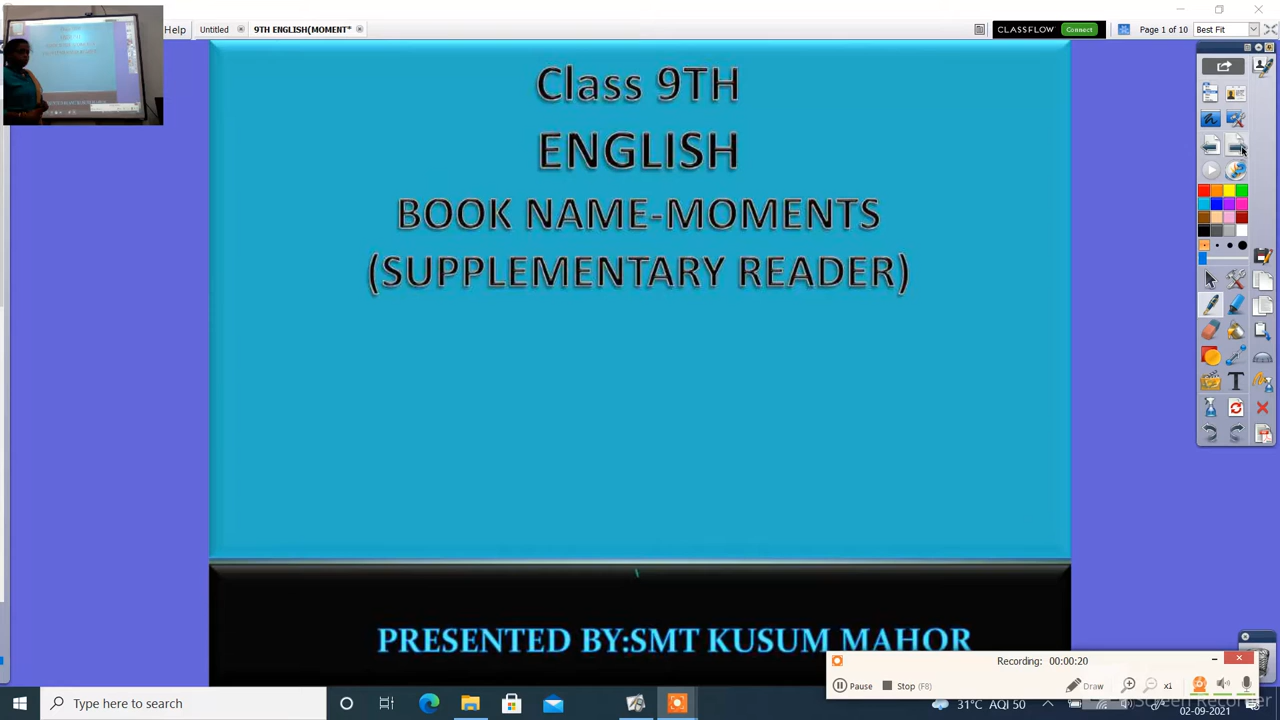 Help
Untitled
9TH ENGLISH(MOMENT*
CLASSFLOW
Connect
Page 1 of 10
Best Fit
Class 9TH
ENGLISH
BOOK NAME-MOMENTS
(SUPPLEMENTARY READER)
PRESENTED BY:SMT KUSUM MAHOR
Recording: 00:00:20
Pause
Stop (F8)
x1
Draw
Type here to search
31°C AQI 50
02-09-2021